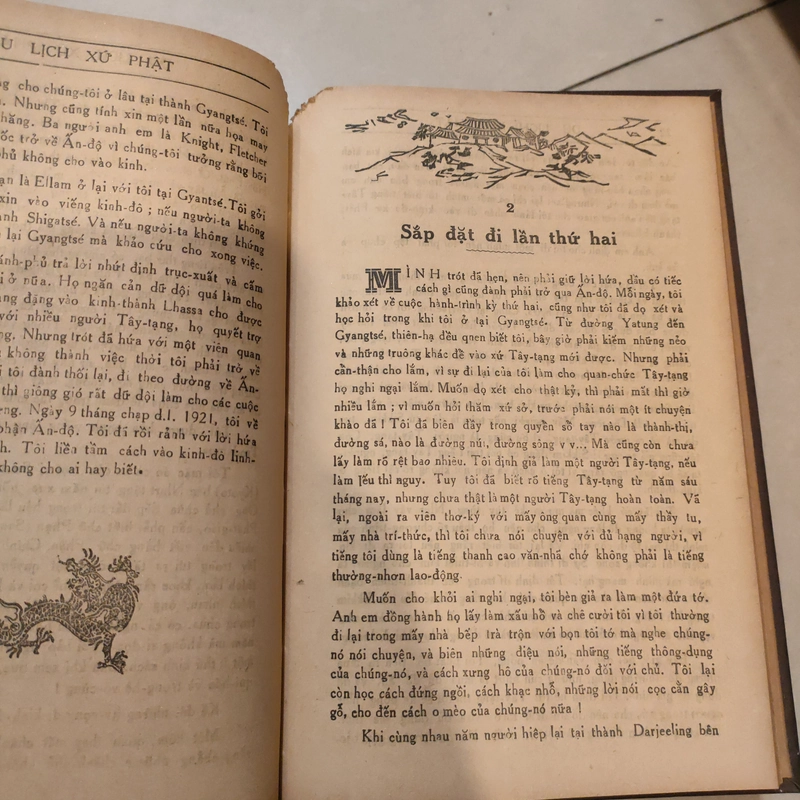 U LỊCH XỨ PHẬT
ng cho chúng-tôi ở lâu tại thành Gyangtsé. Tôi
Nhưng cũng tính xin một lần nữa họa may
thăng. Ba người anh em là Knight, Fletcher
ốc trở về Ấn-độ vì chúng-tôi tưởng rằng bởi
phủ không cho vào kinh.
ạn là Ellam ở lại với tôi tại Gyantsé. Tôi gởi
xin vào viếng kinh-đô ; nếu người-ta không
ành Shigatsé. Và nếu người-ta không khứng
lại Gyangtsé mà khảo cứu cho xong việc.
ánh-phủ trả lời nhứt định trục-xuất và cấm
i ở nữa. Họ ngăn cản dữ dội quá làm cho
ang đặng vào kinh-thành Lhassa cho được
với nhiều người Tây-tạng, họ quyết trợ
ng, Nhưng trót đã hứa với một viên quan
không thành việc thời tôi phải trở về
i tôi đành thối lại, đi theo đường về Ấn-
thì giông gió rất dữ dội làm cho các cuộc
ng. Ngày 9 tháng chạp d.l. 1921, tôi về
phận Ấn-độ. Tôi đã rồi rảnh với lời hứa
h. Tôi liền tầm cách vào kinh-đô linh-
không cho ai hay biết.
2
Sắp đặt đi lần thứ hai
MÌNH trót đã hẹn, nên phải giữ lời hứa, dầu có tiếc
cách gì cũng đành phải trở qua Ấn-độ. Mỗi ngày, tôi
khảo xét về cuộc hành-trình kỳ thứ hai, cũng như tôi đã dọ xét và
học hỏi trong khi tôi ở lại Gyangtsé. Từ đường Yatung đến
Gyangtsé, thiên-hạ đều quen biết tôi, bây giờ phải kiếm những nẻo
và những truông khác để vào xứ Tây-tạng mới được. Nhưng phải
cẩn-thận cho lắm, vì sự đi lại của tôi làm cho quan-chức Tây-tạng
họ nghi ngại lắm. Muốn dọ xét cho thật kỹ, thì phải mất thì giờ
nhiều lắm ; vì muốn hỏi thăm xứ sở, trước phải nói một ít chuyện
khào đã ! Tôi đã biên đầy trong quyển sổ tay nào là thành-thị,
đường sá, nào là đường núi, đường sông v v... Mà cũng còn chưa
lấy làm rõ rệt bao nhiêu. Tôi định giả làm một người Tây-tạng, nếu
làm lếu thì nguy. Tuy tôi đã biết rõ tiếng Tây-tạng từ năm sáu
tháng nay, nhưng chưa thật là một người Tây-tạng hoàn toàn. Vả
lại, ngoài ra viên thơ-ký với mấy ông quan cùng mấy thầy tu,
mấy nhà trí-thức, thì tôi chưa nói chuyện với đủ hạng người, vì
tiếng tôi dùng là tiếng thanh cao văn-nhã chớ không phải là tiếng
thường-nhơn lao-động.
Muốn cho khỏi ai nghi ngại, tôi bèn giả ra làm một đứa tớ.
Anh em đồng hành họ lấy làm xấu hổ và chê cười tôi vì tôi thường
đi lại trong mấy nhà bếp trà trộn với bọn tôi tớ mà nghe chúng-
nó nói chuyện, và biên những điệu nói, những tiếng thông-dụng
của chúng-nó, và cách xưng hô của chúng-nó đối với chủ. Tôi lại
còn học cách đứng ngồi, cách khạc nhổ, những lời nói cọc cằn gây
gổ, cho đến cách o mèo của chúng-nó nữa !
Khi cùng nhau năm người hiệp lại tại thành Darjeeling bên